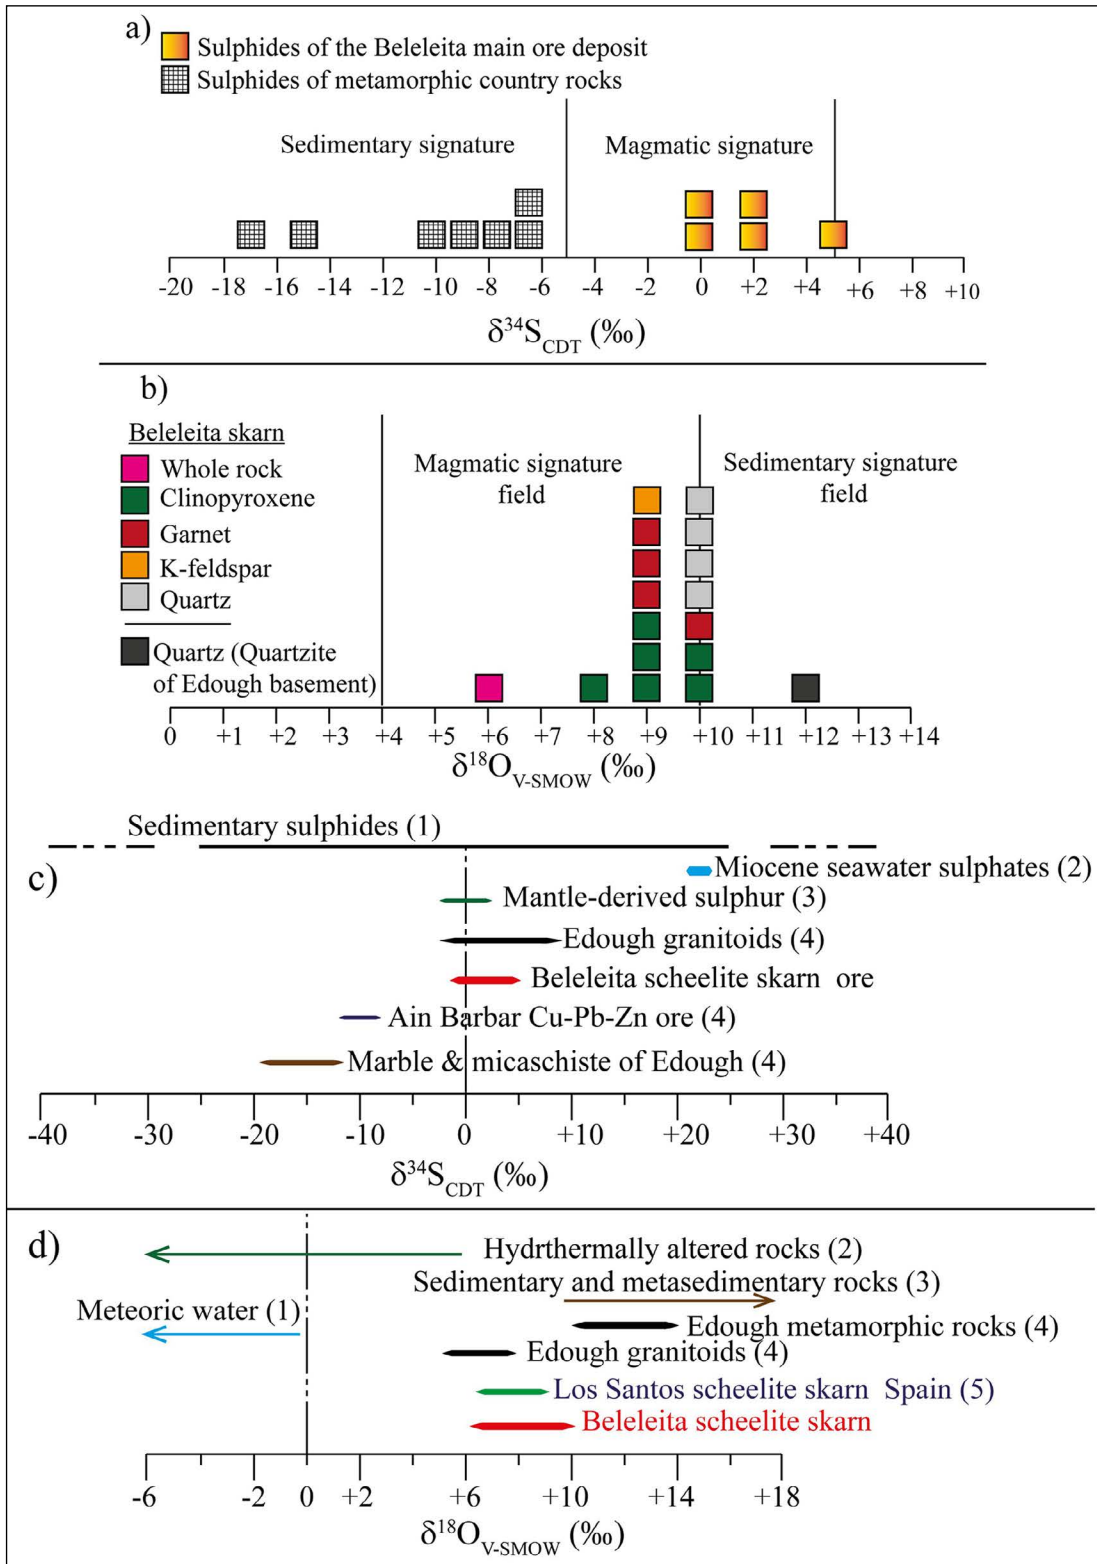 a)
Sulphides of the Beleleita main ore deposit
Sulphides of metamorphic country rocks
Sedimentary signature
Magmatic signature
-20 -18 -16 -14 -12 -10 -8 -6 -4 -2 0 +2 +4 +6 +8 +10
δ34SCDT (‰)
b)
Beleleita skarn
Whole rock
Clinopyroxene
Garnet
K-feldspar
Quartz
Quartz (Quartzite
of Edough basement)
Magmatic signature
field
Sedimentary signature
field
0 +1 +2 +3 +4 +5 +6 +7 +8 +9 +10 +11 +12 +13 +14
δ18OV-SMOW (‰)
Sedimentary sulphides (1)
c)
Miocene seawater sulphates (2)
Mantle-derived sulphur (3)
Edough granitoids (4)
Beleleita scheelite skarn ore
Ain Barbar Cu-Pb-Zn ore (4)
Marble & micaschiste of Edough (4)
-40 -30 -20 -10 0 +10 +20 +30 +40
δ34SCDT (‰)
d)
Hydrthermally altered rocks (2)
Sedimentary and metasedimentary rocks (3)
Meteoric water (1)
Edough metamorphic rocks (4)
Edough granitoids (4)
Los Santos scheelite skarn Spain (5)
Beleleita scheelite skarn
-6 -2 0 +2 +6 +10 +14 +18
δ18OV-SMOW (‰)